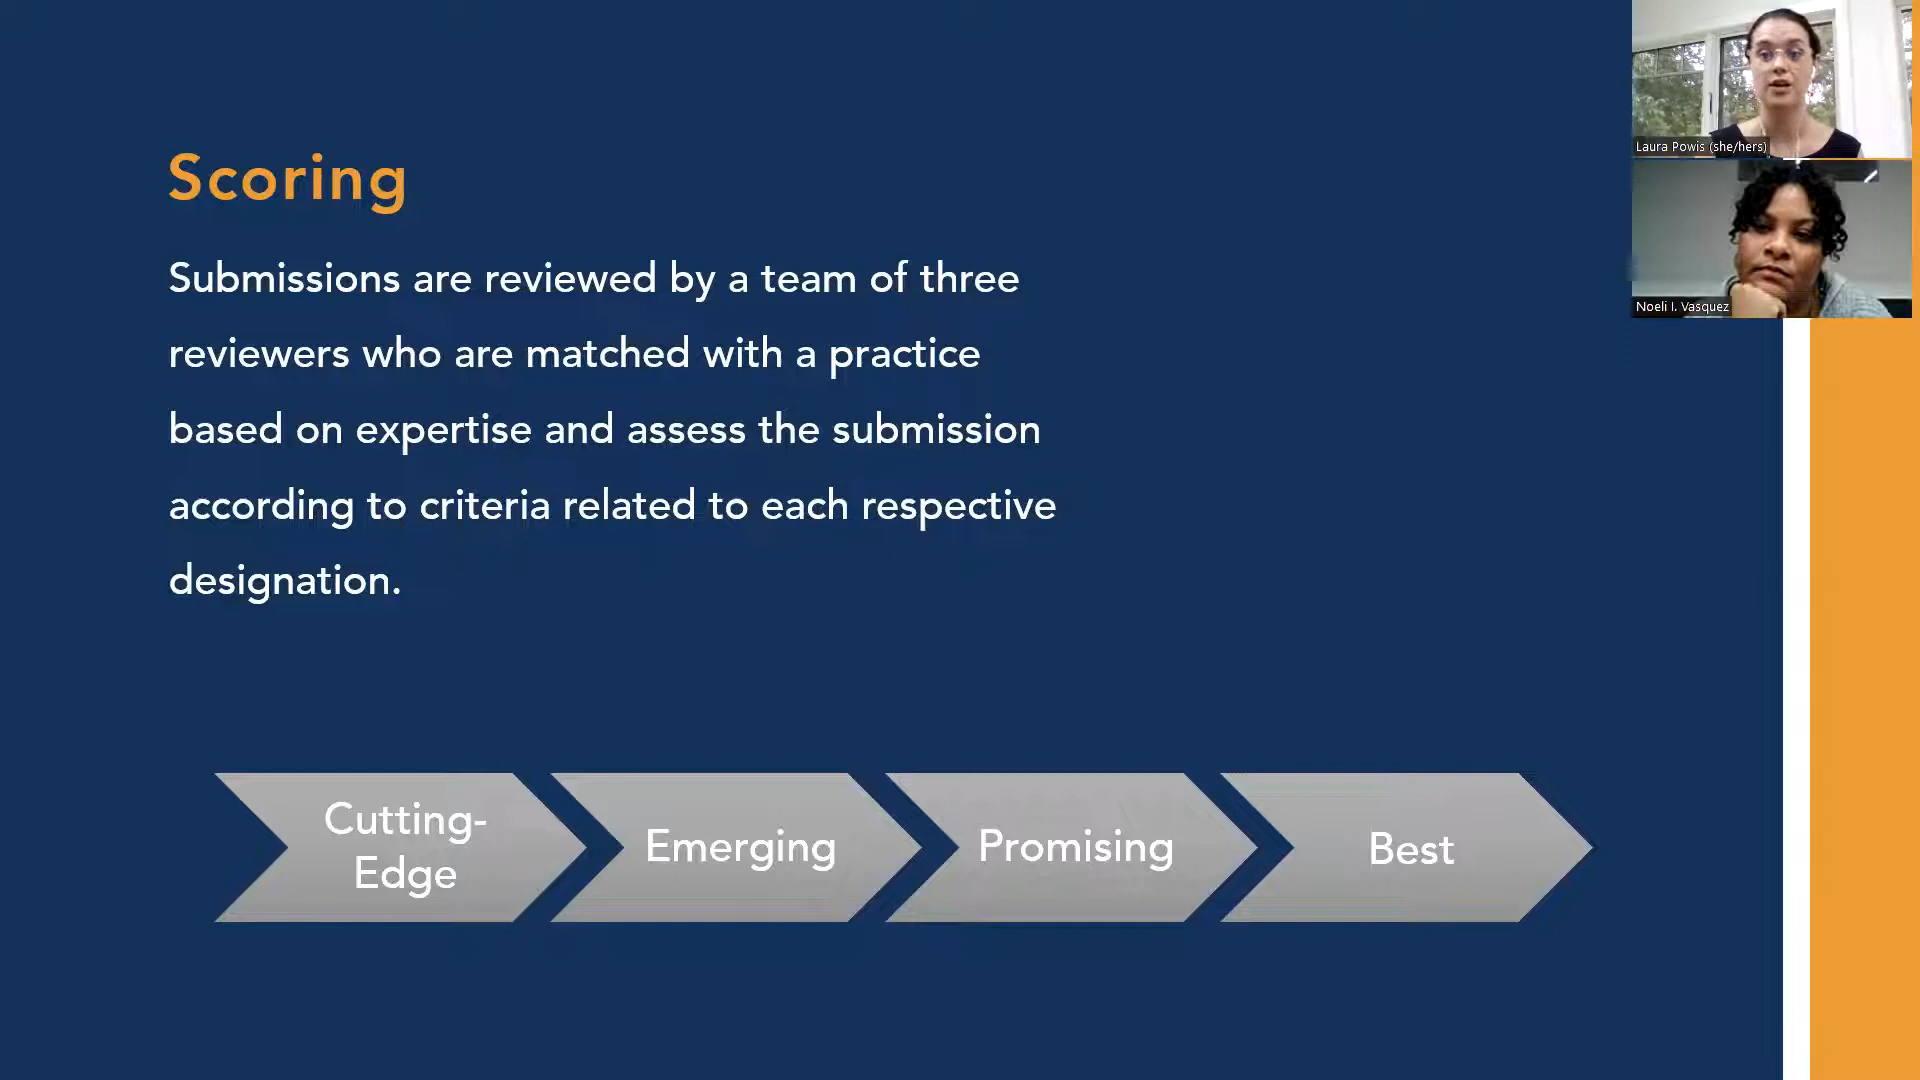 Scoring
Submissions are reviewed by a team of three
reviewers who are matched with a practice
based on expertise and assess the submission
according to criteria related to each respective
designation.
Cutting-
Edge
Emerging
Promising
Best
Laura Powis (she/hers)
Noeli I. Vasquez